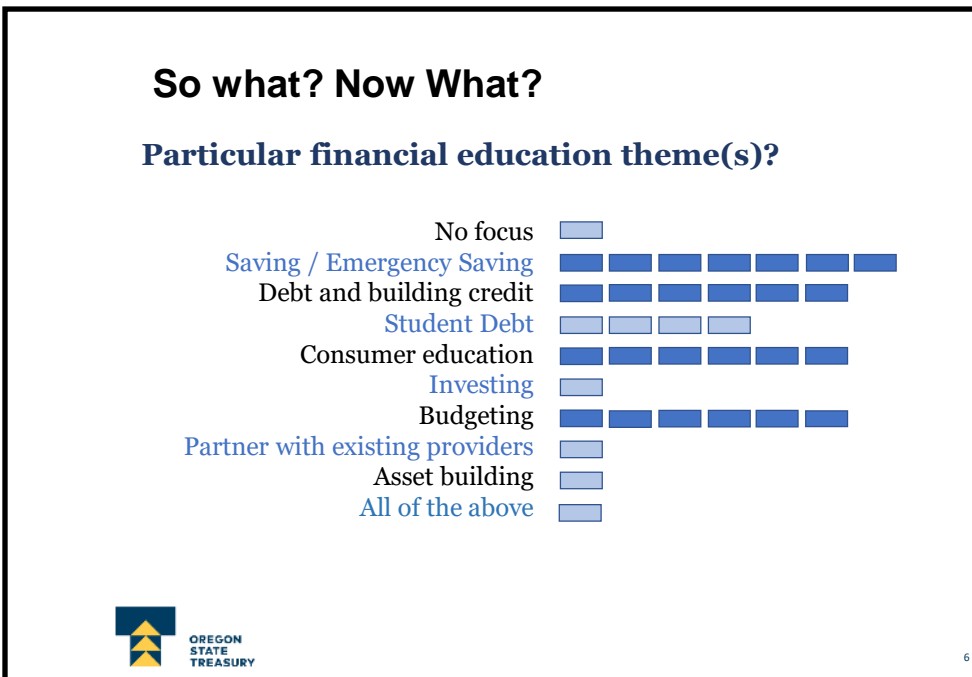 So what? Now What?
Particular financial education theme(s)?
No focus
Saving / Emergency Saving
Debt and building credit
Student Debt
Consumer education
Investing
Budgeting
Partner with existing providers
Asset building
All of the above
OREGON
STATE
TREASURY
6